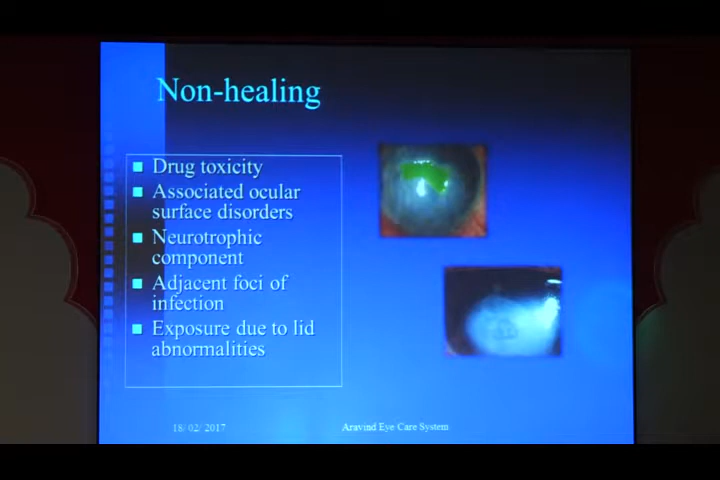 Non-healing
Drug toxicity
Associated ocular
surface disorders
Neurotrophic
component
Adjacent foci of
infection
Exposure due to lid
abnormalities
18/ 02/ 2017
Aravind Eye Care System